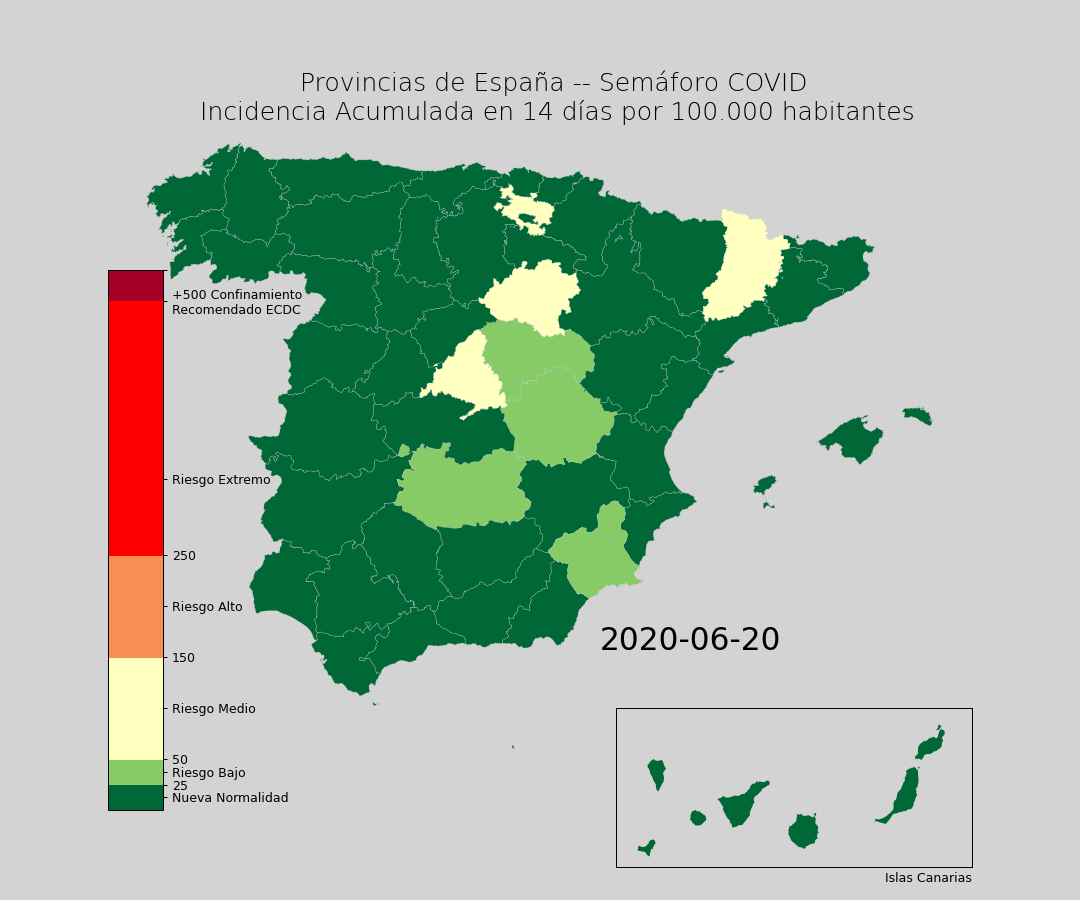 Provincias de España -- Semáforo COVID
Incidencia Acumulada en 14 días por 100.000 habitantes
+500 Confinamiento
Recomendado ECDC
Riesgo Extremo
250
Riesgo Alto
150
Riesgo Medio
50
Riesgo Bajo
25
Nueva Normalidad
2020-06-20
Islas Canarias